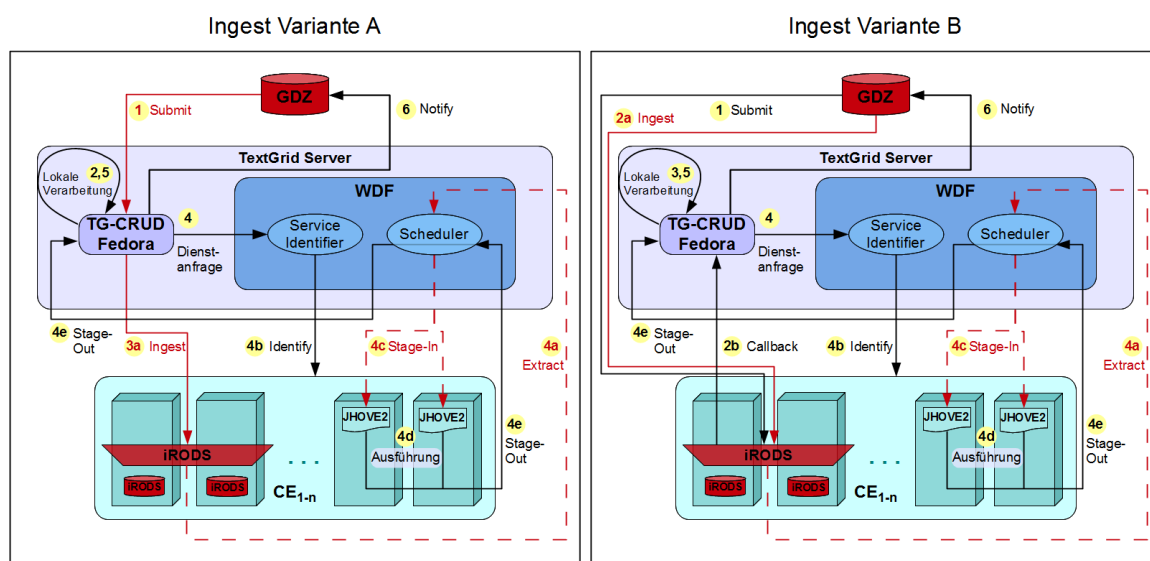 Ingest Variante A
GDZ
1 Submit
6 Notify
TextGrid Server
Lokale 2,5
Verarbeitung
WDF
TG-CRUD
Fedora
4
Dienst-
anfrage
Service
Identifier
Scheduler
4e Stage-
Out
3a Ingest
4b Identify
4c Stage-In
4a
Extract
JHOVE2
JHOVE2
4d
Ausführung
4e
Stage-
Out
iRODS
iRODS
iRODS
. . .
CE1-n
Ingest Variante B
GDZ
1 Submit
2a Ingest
6 Notify
TextGrid Server
Lokale 3,5
Verarbeitung
WDF
TG-CRUD
Fedora
4
Dienst-
anfrage
Service
Identifier
Scheduler
4e Stage-
Out
2b Callback
4b Identify
4c Stage-In
4a
Extract
JHOVE2
JHOVE2
4d
Ausführung
4e
Stage-
Out
iRODS
iRODS
iRODS
. . .
CE1-n